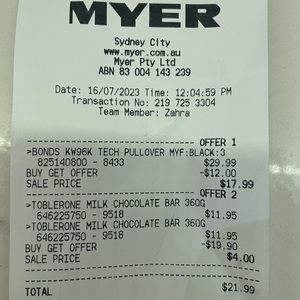 MYER
Sydney City
www.myer.com.au
Myer Pty Ltd
ABN 83 004 143 239
Date: 16/07/2023 Time: 12:04:59 PM
Transaction No: 219 725 3304
Team Member: Zahra
OFFER 1
>BONDS KW96K TECH PULLOVER MYF:BLACK:3
825140800 - 8433 $29.99
BUY GET OFFER -$12.00
SALE PRICE $17.99
OFFER 2
>TOBLERONE MILK CHOCOLATE BAR 360G
646225750 - 9518 $11.95
>TOBLERONE MILK CHOCOLATE BAR 360G
646225750 - 9518 $11.95
BUY GET OFFER -$19.90
SALE PRICE $4.00
TOTAL $21.99